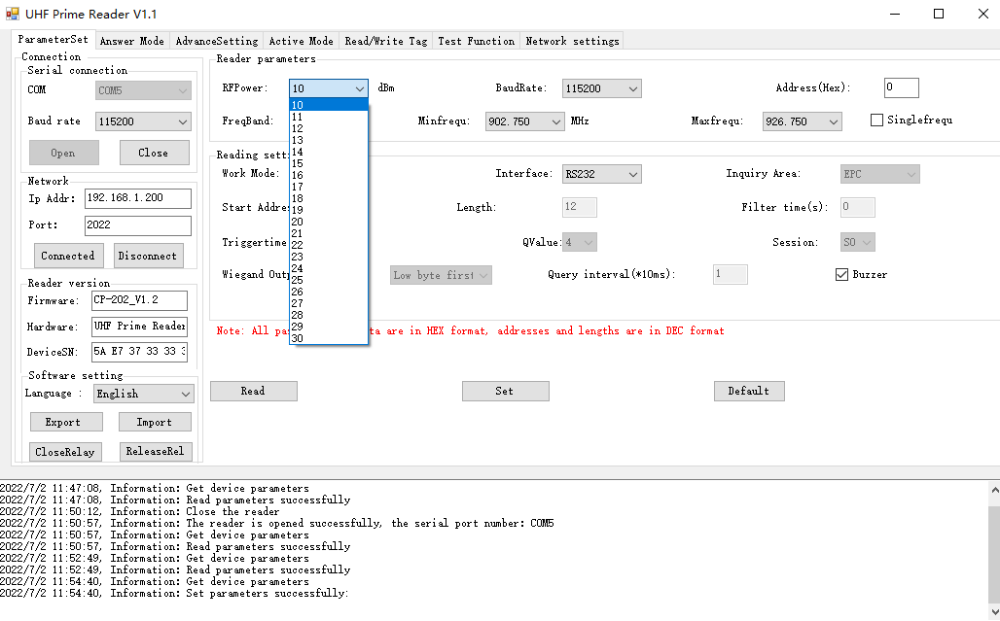 UHF Prime Reader V1.1
ParameterSet Answer Mode AdvanceSetting Active Mode Read/Write Tag Test Function Network settings
Connection
Serial connection
COM COM5
Baud rate 115200
Open Close
Network
Ip Addr: 192.168.1.200
Port: 2022
Connected Disconnect
Reader version
Firmware: CP-202_V1.2
Hardware: UHF Prime Reader
DeviceSN: 5A E7 37 33 33
Software setting
Language : English
Export Import
CloseRelay ReleaseRel
Reader parameters
RFPower: 10 dBm BaudRate: 115200 Address(Hex): 0
FreqBand: Minfrequ: 902.750 MHz Maxfrequ: 926.750 Singlefrequ
10
11
12
13
14
15
16
17
18
19
20
21
22
23
24
25
26
27
28
29
30
Reading
Work Mode: Interface: RS232 Inquiry Area: EPC
Start Length: 12 Filter time(s): 0
Triggertime QValue: 4 Session: S0
Wiegand Low byte first Query interval(*10ms): 1 Buzzer
Note: All are in HEX format, addresses and lengths are in DEC format
Read Set Default
2022/7/2 11:47:08, Information: Get device parameters
2022/7/2 11:47:08, Information: Read parameters successfully
2022/7/2 11:50:12, Information: Close the reader
2022/7/2 11:50:57, Information: The reader is opened successfully, the serial port number: COM5
2022/7/2 11:50:57, Information: Get device parameters
2022/7/2 11:50:57, Information: Read parameters successfully
2022/7/2 11:52:49, Information: Get device parameters
2022/7/2 11:52:49, Information: Read parameters successfully
2022/7/2 11:54:40, Information: Get device parameters
2022/7/2 11:54:40, Information: Set parameters successfully: